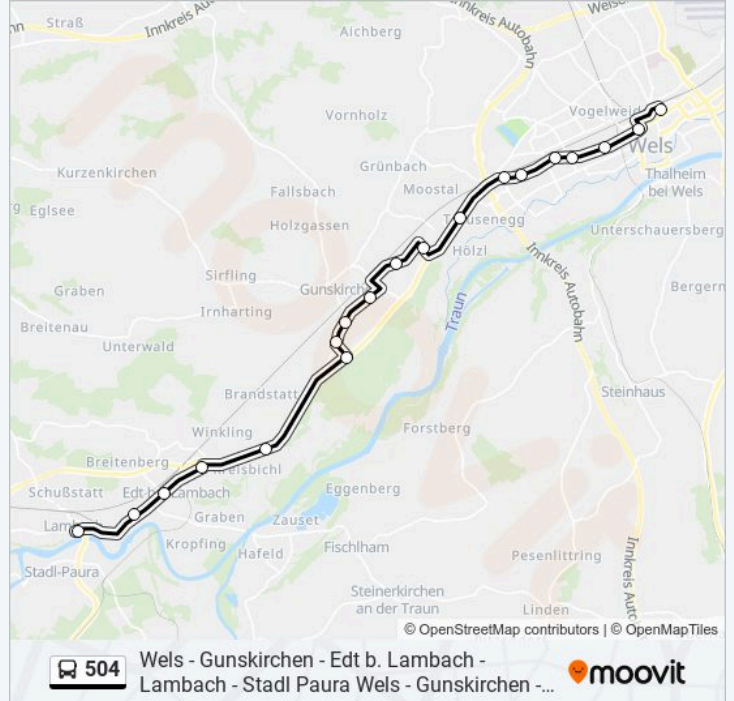 Straß
Innkreis Autobahn
Aichberg
Innkreis Autobahn
Vornholz
Vogelweide
Wels
Grünbach
Thalheim
bei Wels
Kurzenkirchen
Fallsbach
Moostal
Eglsee
Holzgassen
Unterschauersberg
Hölzl
Innkreis Autobahn
Sirfling
Graben
Gunskirch
Traun
Irnharting
Breitenau
Unterwald
Steinhaus
Brandstatt
Forstberg
Winkling
Breitenberg
Schußstatt
Edt b. Lambach
Eggenberg
Graben
Zauset
Kropfing
Fischlham
Hafeld
Pesenlittring
Stadl-Paura
Steinerkirchen
an der Traun
Linden
© OpenStreetMap contributors | © OpenMapTiles
504
Wels - Gunskirchen - Edt b. Lambach -
Lambach - Stadl Paura Wels - Gunskirchen -...
moovit